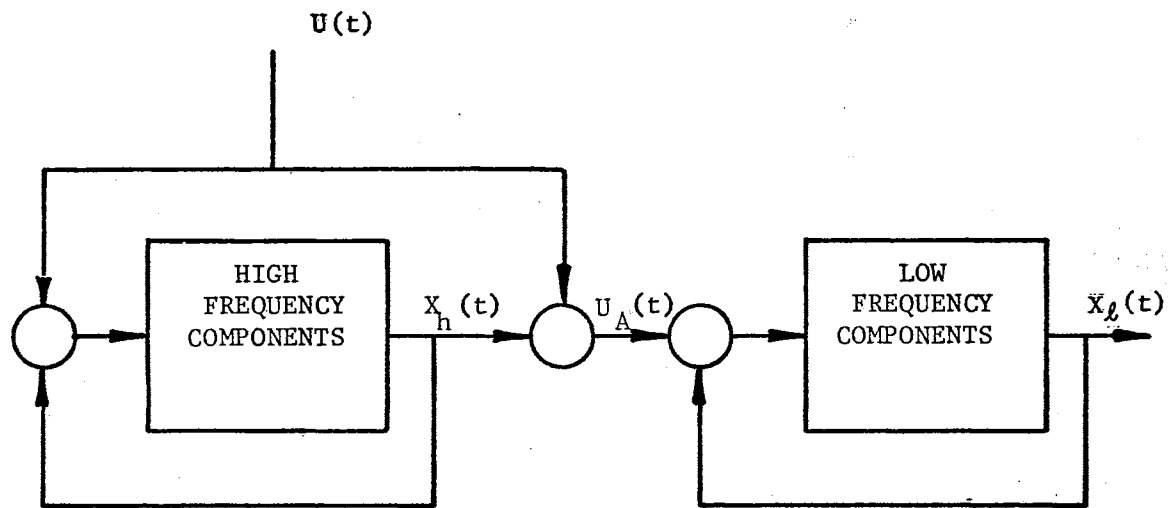 U(t)
HIGH
FREQUENCY
COMPONENTS
X_h(t)
U_A(t)
LOW
FREQUENCY
COMPONENTS
X_ℓ(t)